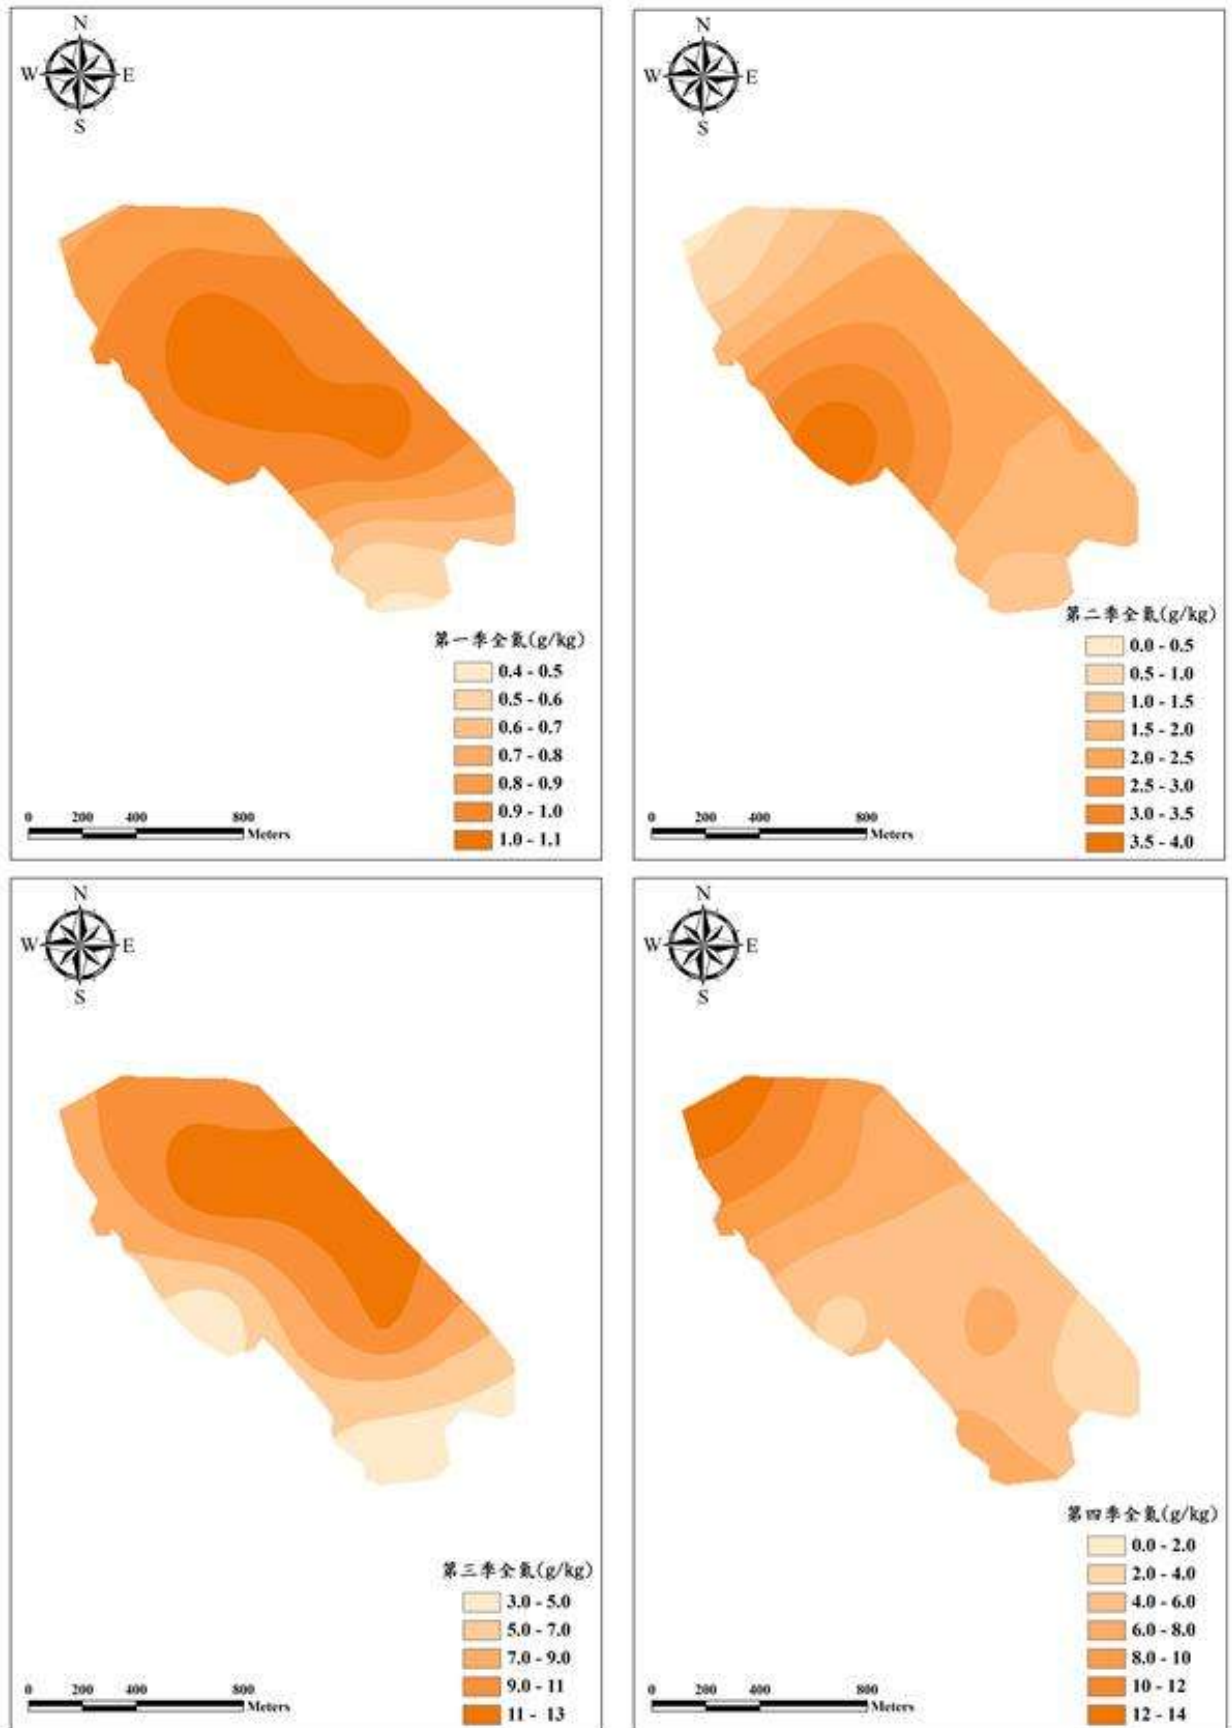 N
W E
S
第一季全氮(g/kg)
0.4 - 0.5
0.5 - 0.6
0.6 - 0.7
0.7 - 0.8
0.8 - 0.9
0.9 - 1.0
1.0 - 1.1
0 200 400 800
Meters
N
W E
S
第二季全氮(g/kg)
0.0 - 0.5
0.5 - 1.0
1.0 - 1.5
1.5 - 2.0
2.0 - 2.5
2.5 - 3.0
3.0 - 3.5
3.5 - 4.0
0 200 400 800
Meters
N
W E
S
第三季全氮(g/kg)
3.0 - 5.0
5.0 - 7.0
7.0 - 9.0
9.0 - 11
11 - 13
0 200 400 800
Meters
N
W E
S
第四季全氮(g/kg)
0.0 - 2.0
2.0 - 4.0
4.0 - 6.0
6.0 - 8.0
8.0 - 10
10 - 12
12 - 14
0 200 400 800
Meters